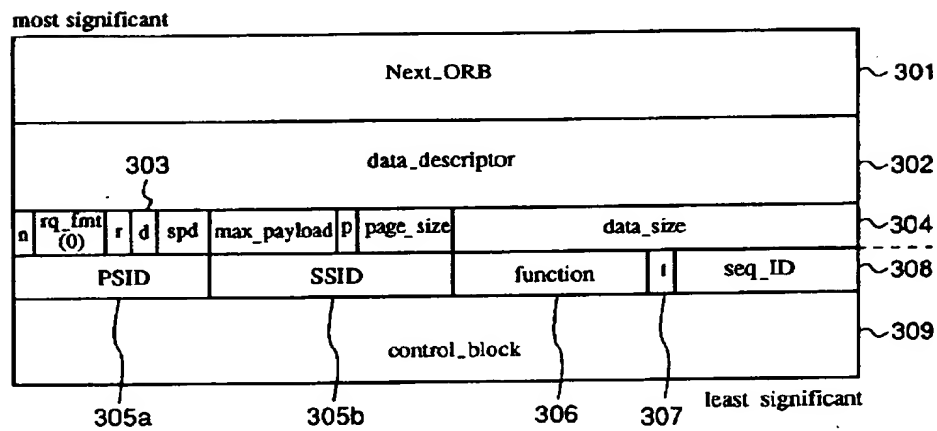 most significant
Next_ORB
301
303
data_descriptor
302
n rq_fmt (0) r d spd max_payload p page_size data_size
304
PSID SSID function t seq_ID
308
control_block
309
305a 305b 306 307
least significant